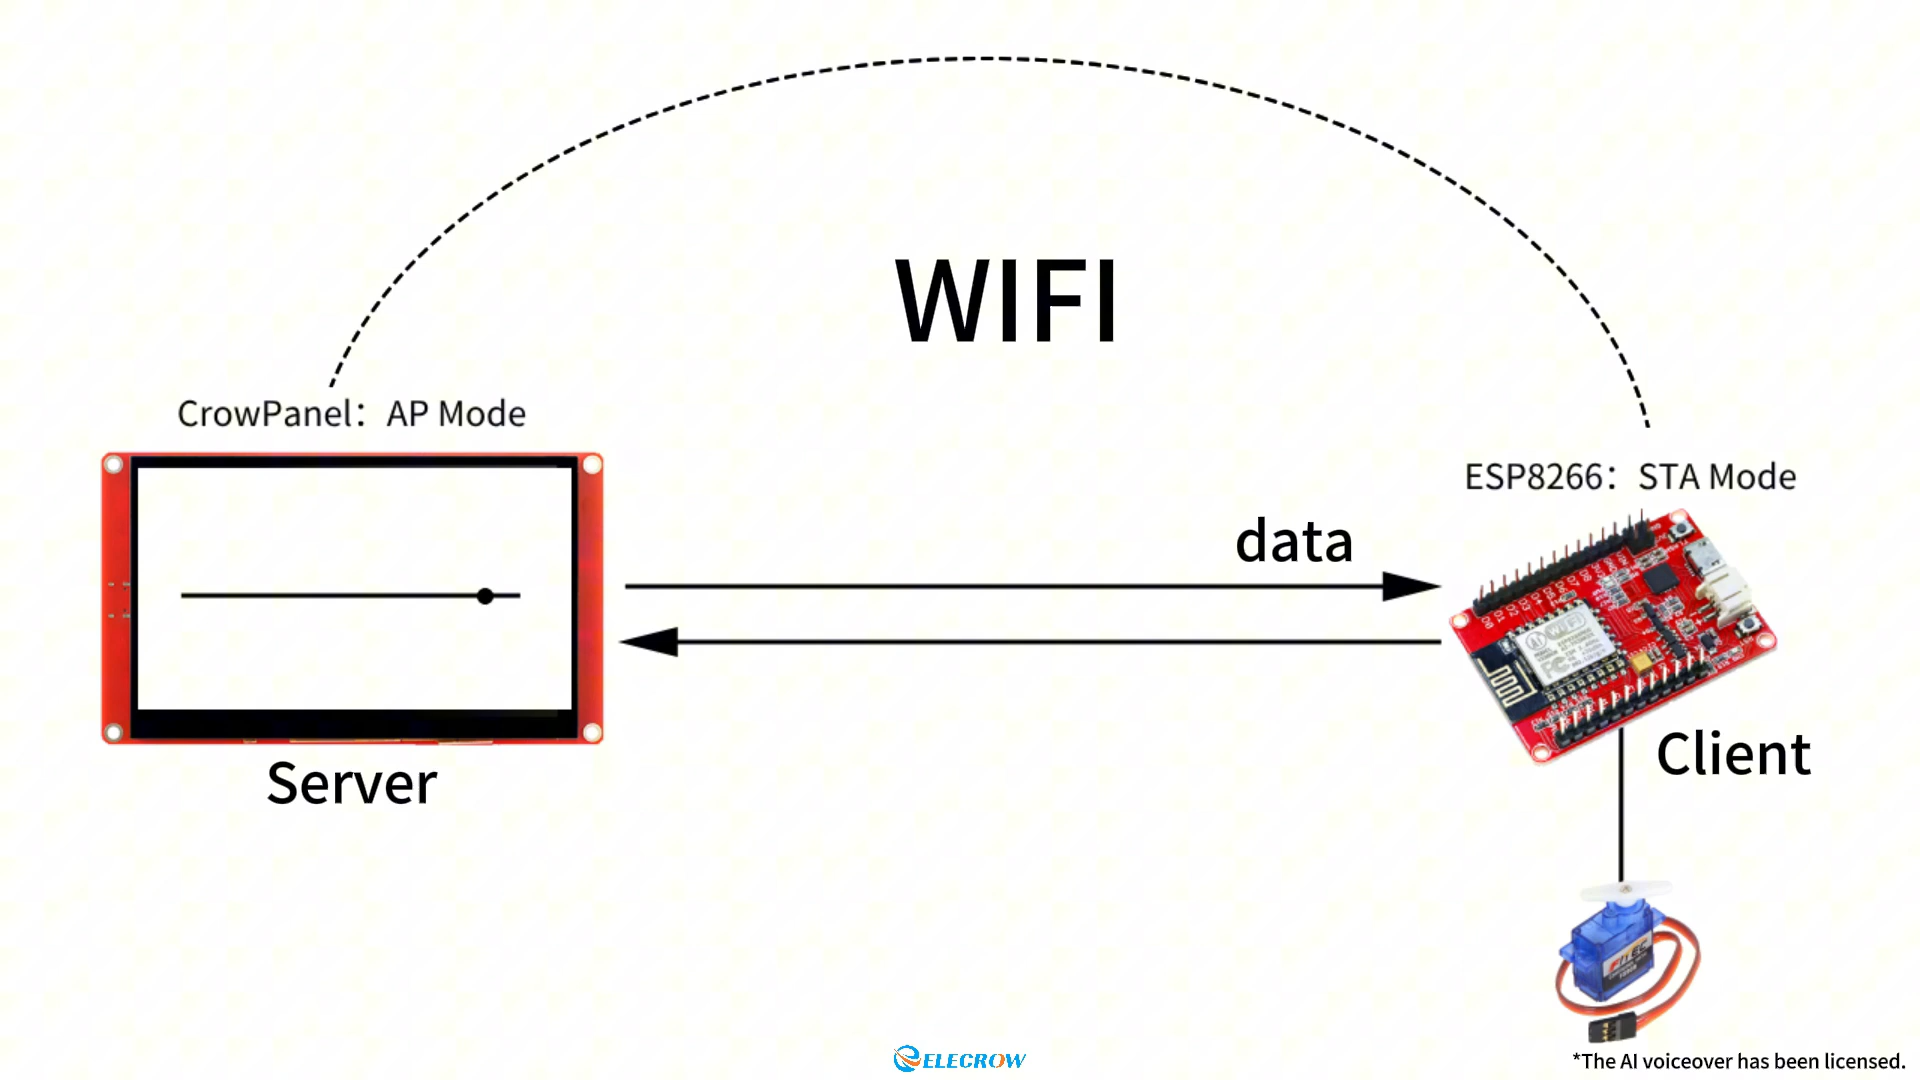 WIFI
CrowPanel：AP Mode
ESP8266：STA Mode
data
Server
Client
ELECROW
*The AI voiceover has been licensed.